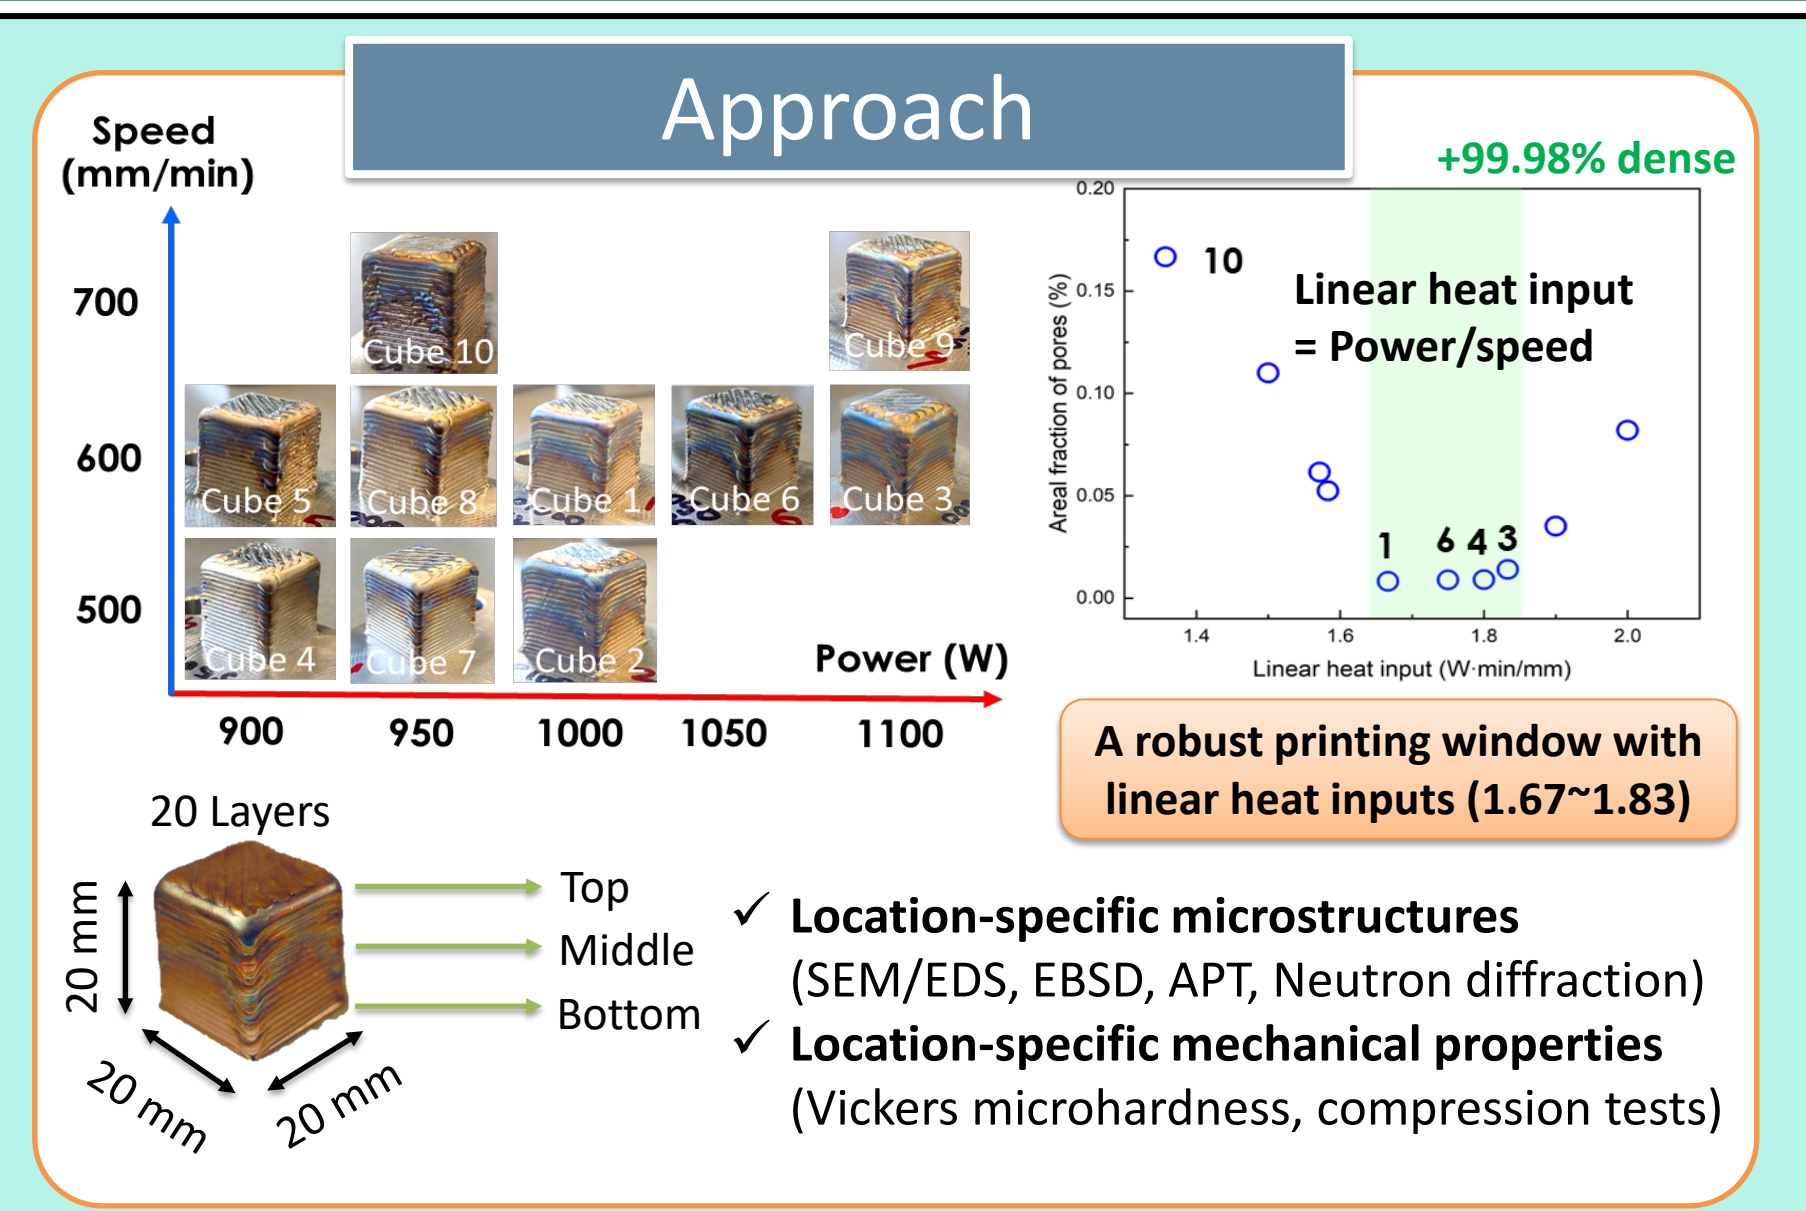 Approach
Speed
(mm/min)
700
600
500
Cube 10
Cube 9
Cube 5
Cube 8
Cube 1
Cube 6
Cube 3
Cube 4
Cube 7
Cube 2
Power (W)
900
950
1000
1050
1100
+99.98% dense
0.20
0.15
0.10
0.05
0.00
Areal fraction of pores (%)
10
Linear heat input
= Power/speed
1
6
4
3
1.4
1.6
1.8
2.0
Linear heat input (W·min/mm)
A robust printing window with
linear heat inputs (1.67~1.83)
20 Layers
20 mm
20 mm
20 mm
Top
Middle
Bottom
✓ Location-specific microstructures
(SEM/EDS, EBSD, APT, Neutron diffraction)
✓ Location-specific mechanical properties
(Vickers microhardness, compression tests)